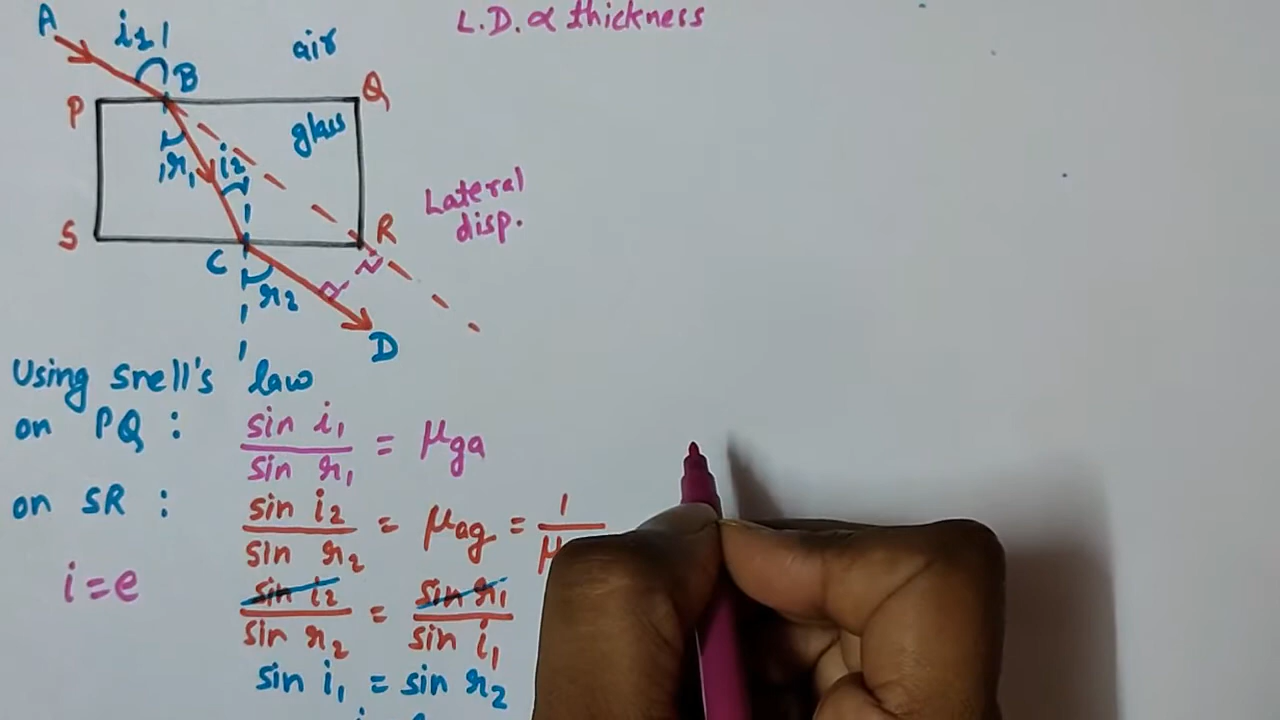 L.D. ∝ thickness
A
i1
air
B
P
Q
glass
r1
i2
Lateral
disp.
S
R
C
r2
D
Using snell's law
on PQ : sin i1 / sin r1 = μga
on SR : sin i2 / sin r2 = μag = 1 / μ
i=e
sin i2 / sin r2 = sin r1 / sin i1
sin i1 = sin r2